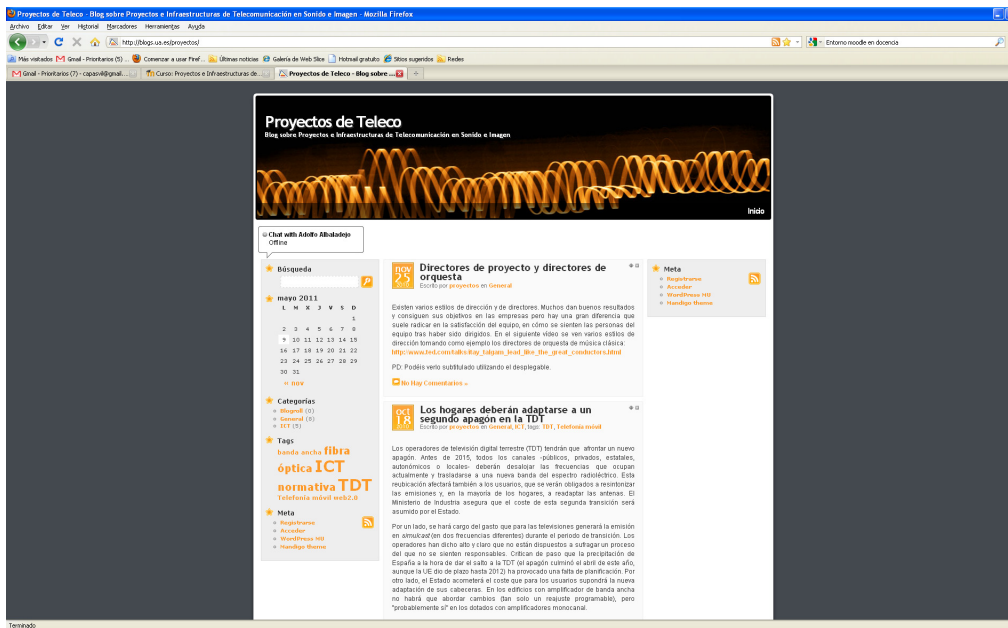 Proyectos de Teleco - Blog sobre Proyectos e Infraestructuras de Telecomunicación en Sonido e Imagen - Mozilla Firefox
Archivo Editar Ver Historial Marcadores Herramientas Ayuda
http://blogs.ua.es/proyectos/
Entorno moodle en docencia
Más visitados Gmail - Prioritarios (5) ... Comenzar a usar Firef... Últimas noticias Galería de Web Slice Hotmail gratuito Sitios sugeridos Redes
Gmail - Prioritarios (7) - capasvil@gmail.... Curso: Proyectos e Infraestructuras de... Proyectos de Teleco - Blog sobre ...
Proyectos de Teleco
Blog sobre Proyectos e Infraestructuras de Telecomunicación en Sonido e Imagen
Inicio
Chat with Adolfo Albaladejo
Offline
Búsqueda
mayo 2011
L M X J V S D
1
2 3 4 5 6 7 8
9 10 11 12 13 14 15
16 17 18 19 20 21 22
23 24 25 26 27 28 29
30 31
« nov
Categorías
Blogroll (0)
General (8)
ICT (5)
Tags
banda ancha fibra
óptica ICT
normativa TDT
Telefonía móvil web2.0
Meta
Registrarse
Acceder
WordPress MU
Mandigo theme
nov
25
Directores de proyecto y directores de
orquesta
Escrito por proyectos en General
Existen varios estilos de dirección y de directores. Muchos dan buenos resultados
y consiguen sus objetivos en las empresas pero hay una gran diferencia que
suele radicar en la satisfacción del equipo, en cómo se sienten las personas del
equipo tras haber sido dirigidos. En el siguiente vídeo se ven varios estilos de
dirección tomando como ejemplo los directores de orquesta de música clásica:
http://www.ted.com/talks/itay_talgam_lead_like_the_great_conductors.html
PD: Podéis verlo subtitulado utilizando el desplegable.
No Hay Comentarios »
oct
18
Los hogares deberán adaptarse a un
segundo apagón en la TDT
Escrito por proyectos en General, ICT, tags: TDT, Telefonía móvil
Los operadores de televisión digital terrestre (TDT) tendrán que afrontar un nuevo
apagón. Antes de 2015, todos los canales -públicos, privados, estatales,
autonómicos o locales- deberán desalojar las frecuencias que ocupan
actualmente y trasladarse a una nueva banda del espectro radioléctrico. Esta
reubicación afectará también a los usuarios, que se verán obligados a resintonizar
las emisiones y, en la mayoría de los hogares, a readaptar las antenas. El
Ministerio de Industria asegura que el coste de esta segunda transición será
asumido por el Estado.
Por un lado, se hará cargo del gasto que para las televisiones generará la emisión
en simulcast (en dos frecuencias diferentes) durante el periodo de transición. Los
operadores han dicho alto y claro que no están dispuestos a sufragar un proceso
del que no se sienten responsables. Critican de paso que la precipitación de
España a la hora de dar el salto a la TDT (el apagón culminó el abril de este año,
aunque la UE dio de plazo hasta 2012) ha provocado una falta de planificación. Por
otro lado, el Estado acometerá el coste que para los usuarios supondrá la nueva
adaptación de sus cabeceras. En los edificios con amplificador de banda ancha
no habrá que abordar cambios (tan solo un reajuste programable), pero
"probablemente sí" en los dotados con amplificadores monocanal.
Meta
Registrarse
Acceder
WordPress MU
Mandigo theme
Terminado